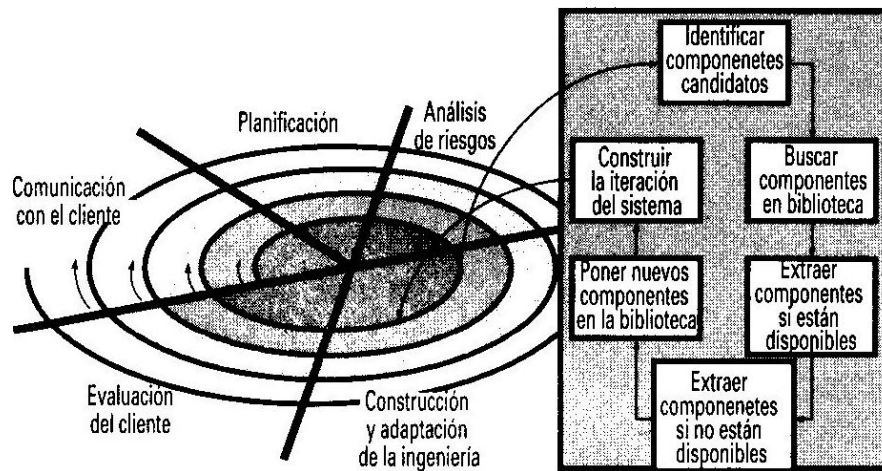 Planificación
Análisis
de riesgos
Comunicación
con el cliente
Evaluación
del cliente
Construcción
y adaptación
de la ingeniería
Identificar
componenetes
candidatos
Buscar
componentes
en biblioteca
Extraer
componentes
si están
disponibles
Extraer
componenetes
si no están
disponibles
Poner nuevos
componentes
en la biblioteca
Construir
la iteración
del sistema